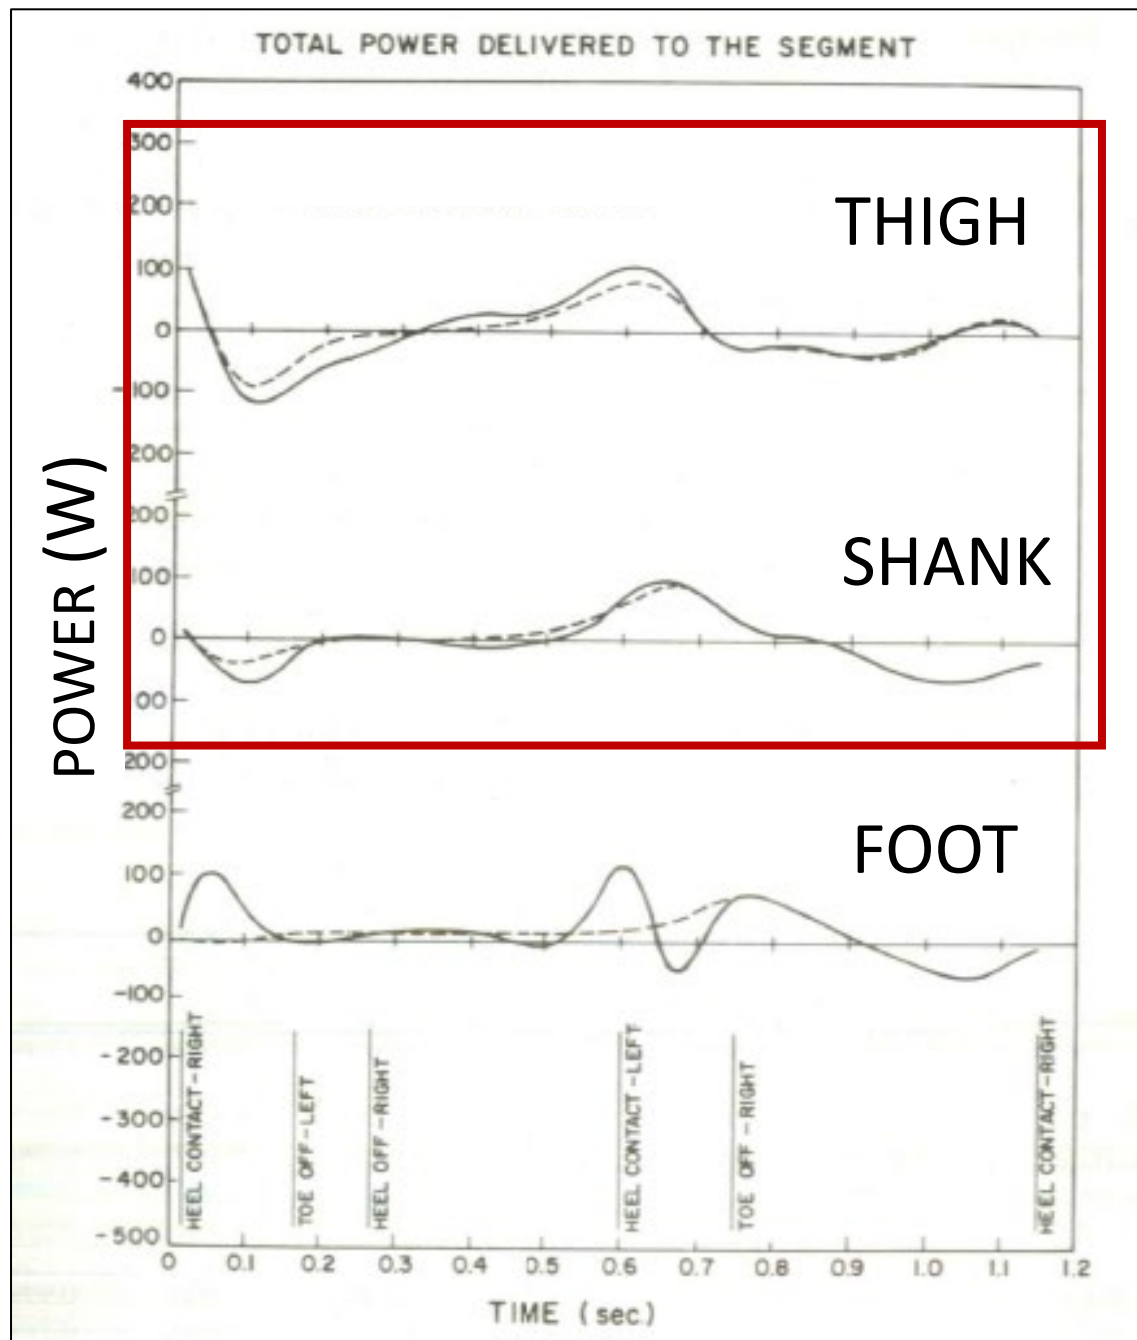 TOTAL POWER DELIVERED TO THE SEGMENT
400
300
200
THIGH
100
0
-100
200
POWER (W)
200
SHANK
100
0
00
200
200
FOOT
100
0
-100
-200
-300
-400
-500
HEEL CONTACT-RIGHT
TOE OFF-LEFT
HEEL OFF-RIGHT
HEEL CONTACT-LEFT
TOE OFF-RIGHT
HEEL CONTACT-RIGHT
0 0.1 0.2 0.3 0.4 0.5 0.6 0.7 0.8 0.9 1.0 1.1 1.2
TIME (sec.)